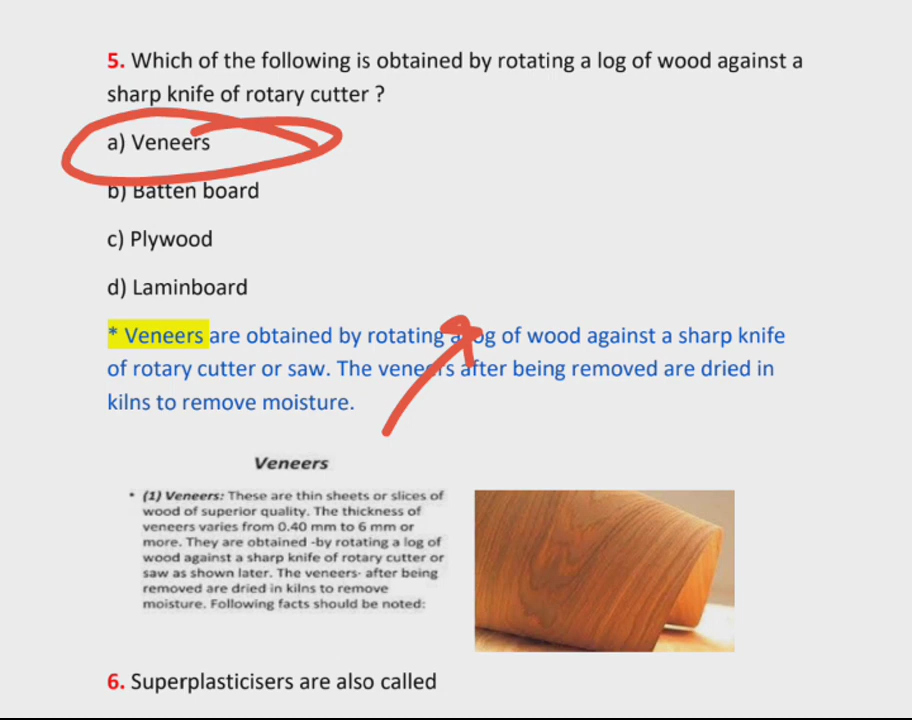 5. Which of the following is obtained by rotating a log of wood against a
sharp knife of rotary cutter ?
a) Veneers
b) Batten board
c) Plywood
d) Laminboard
* Veneers are obtained by rotating a log of wood against a sharp knife
of rotary cutter or saw. The veneers after being removed are dried in
kilns to remove moisture.
Veneers
• (1) Veneers: These are thin sheets or slices of
wood of superior quality. The thickness of
veneers varies from 0.40 mm to 6 mm or
more. They are obtained -by rotating a log of
wood against a sharp knife of rotary cutter or
saw as shown later. The veneers- after being
removed are dried in kilns to remove
moisture. Following facts should be noted:
6. Superplasticisers are also called